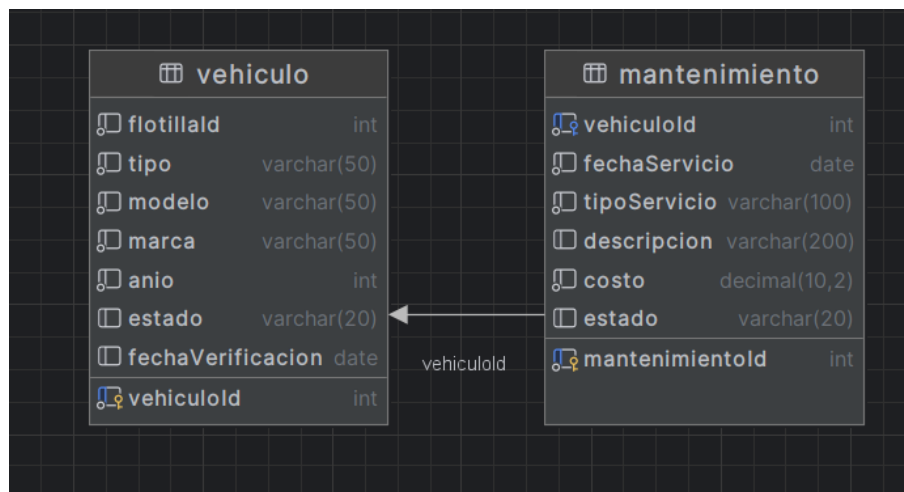 vehiculo
flotillaId int
tipo varchar(50)
modelo varchar(50)
marca varchar(50)
anio int
estado varchar(20)
fechaVerificacion date
vehiculoId int
vehiculoId
mantenimiento
vehiculoId int
fechaServicio date
tipoServicio varchar(100)
descripcion varchar(200)
costo decimal(10,2)
estado varchar(20)
mantenimientoId int